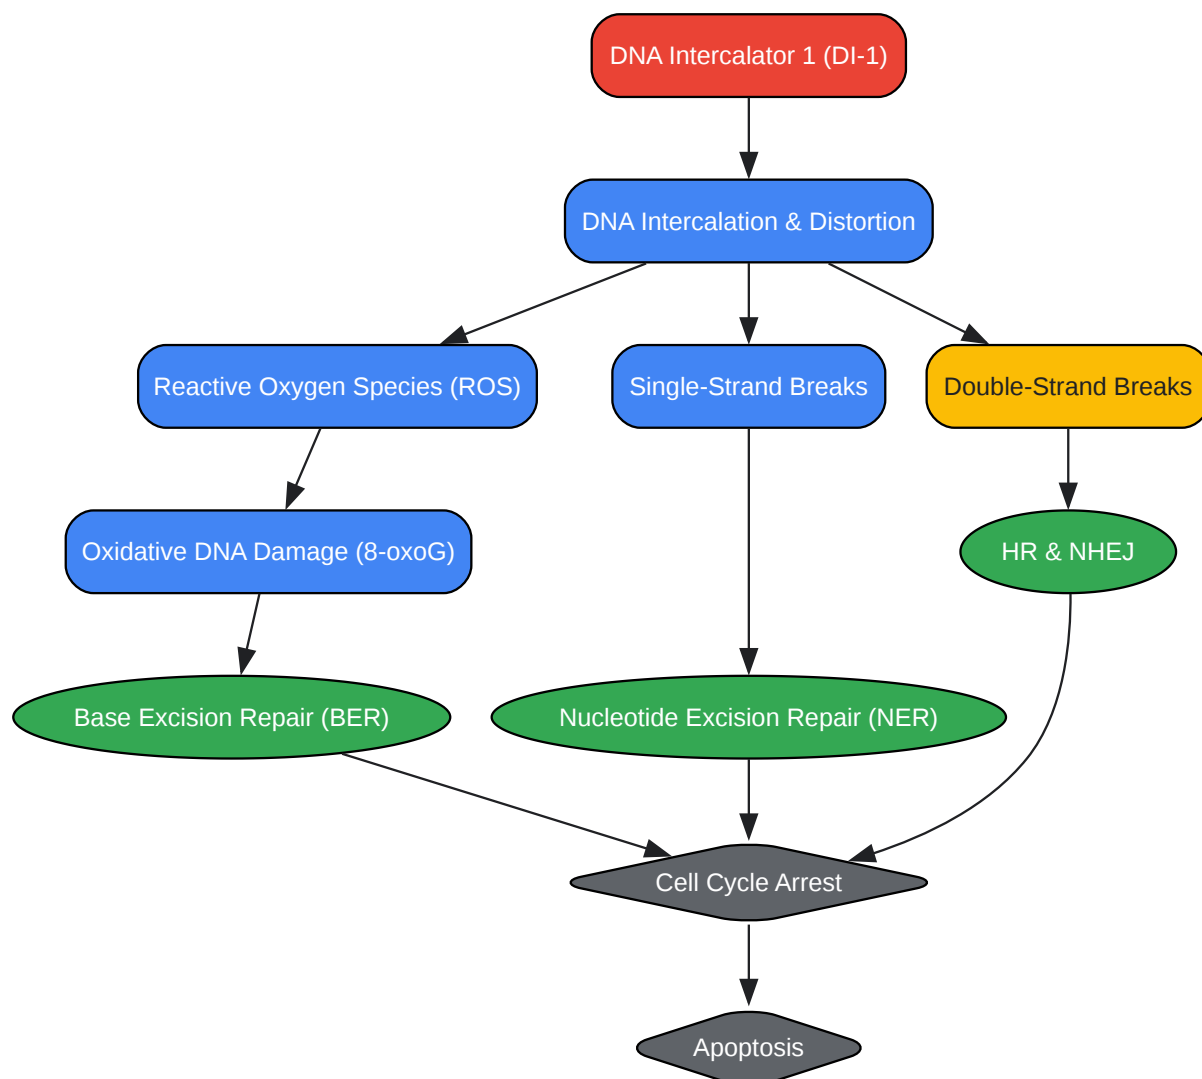 DNA Intercalator 1 (DI-1)
DNA Intercalation & Distortion
Reactive Oxygen Species (ROS)
Single-Strand Breaks
Double-Strand Breaks
Oxidative DNA Damage (8-oxoG)
HR & NHEJ
Base Excision Repair (BER)
Nucleotide Excision Repair (NER)
Cell Cycle Arrest
Apoptosis